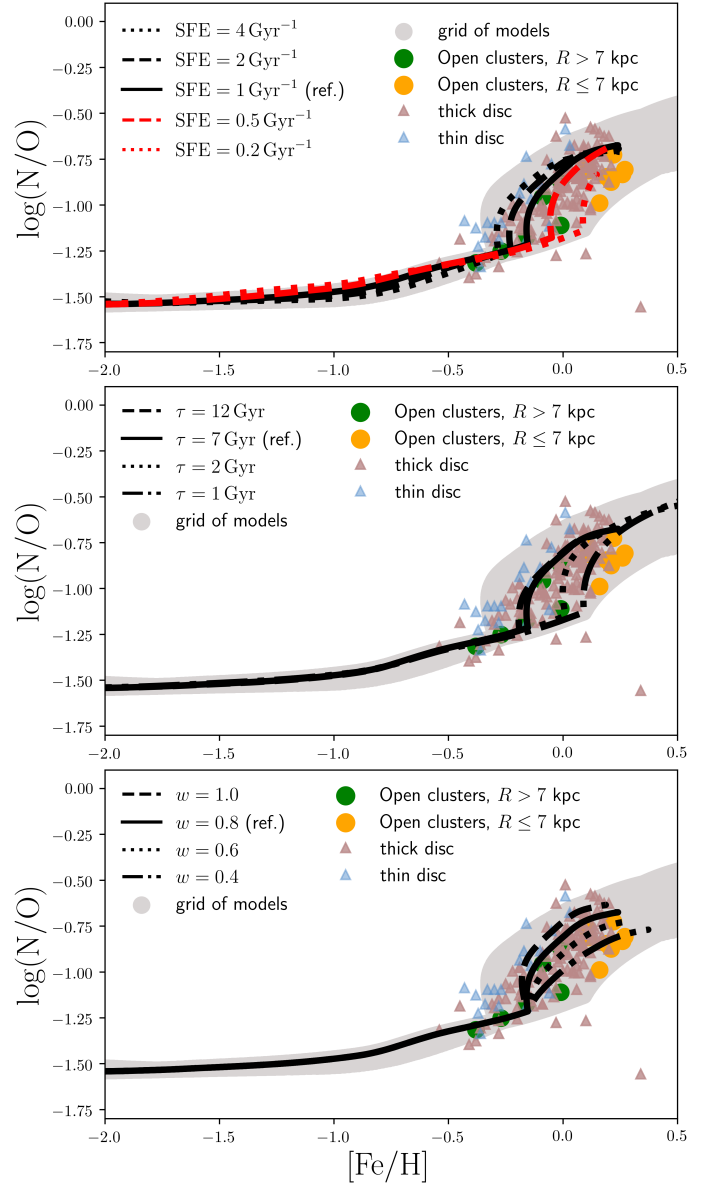 SFE = 4 Gyr⁻¹
SFE = 2 Gyr⁻¹
SFE = 1 Gyr⁻¹ (ref.)
SFE = 0.5 Gyr⁻¹
SFE = 0.2 Gyr⁻¹
grid of models
Open clusters, R > 7 kpc
Open clusters, R ≤ 7 kpc
thick disc
thin disc
log(N/O)
0.00
−0.25
−0.50
−0.75
−1.00
−1.25
−1.50
−1.75
−2.0 −1.5 −1.0 −0.5 0.0 0.5
τ = 12 Gyr
τ = 7 Gyr (ref.)
τ = 2 Gyr
τ = 1 Gyr
grid of models
Open clusters, R > 7 kpc
Open clusters, R ≤ 7 kpc
thick disc
thin disc
log(N/O)
0.00
−0.25
−0.50
−0.75
−1.00
−1.25
−1.50
−1.75
−2.0 −1.5 −1.0 −0.5 0.0 0.5
w = 1.0
w = 0.8 (ref.)
w = 0.6
w = 0.4
grid of models
Open clusters, R > 7 kpc
Open clusters, R ≤ 7 kpc
thick disc
thin disc
log(N/O)
0.00
−0.25
−0.50
−0.75
−1.00
−1.25
−1.50
−1.75
−2.0 −1.5 −1.0 −0.5 0.0 0.5
[Fe/H]